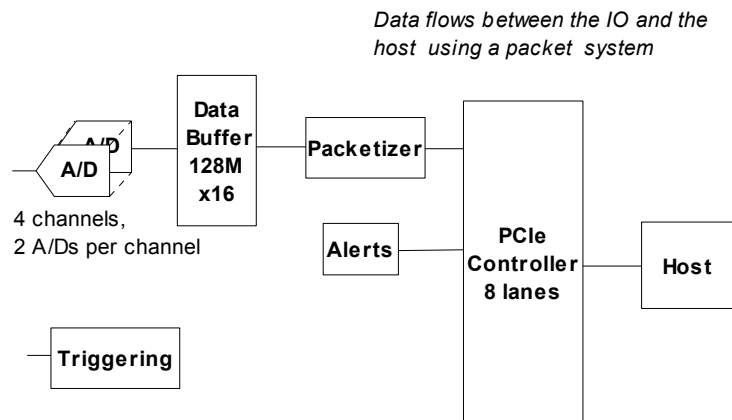 Data flows between the IO and the
host using a packet system
Data
Buffer
128M
x16
A/D
A/D
Packetizer
4 channels,
2 A/Ds per channel
Alerts
PCIe
Controller
8 lanes
Host
Triggering